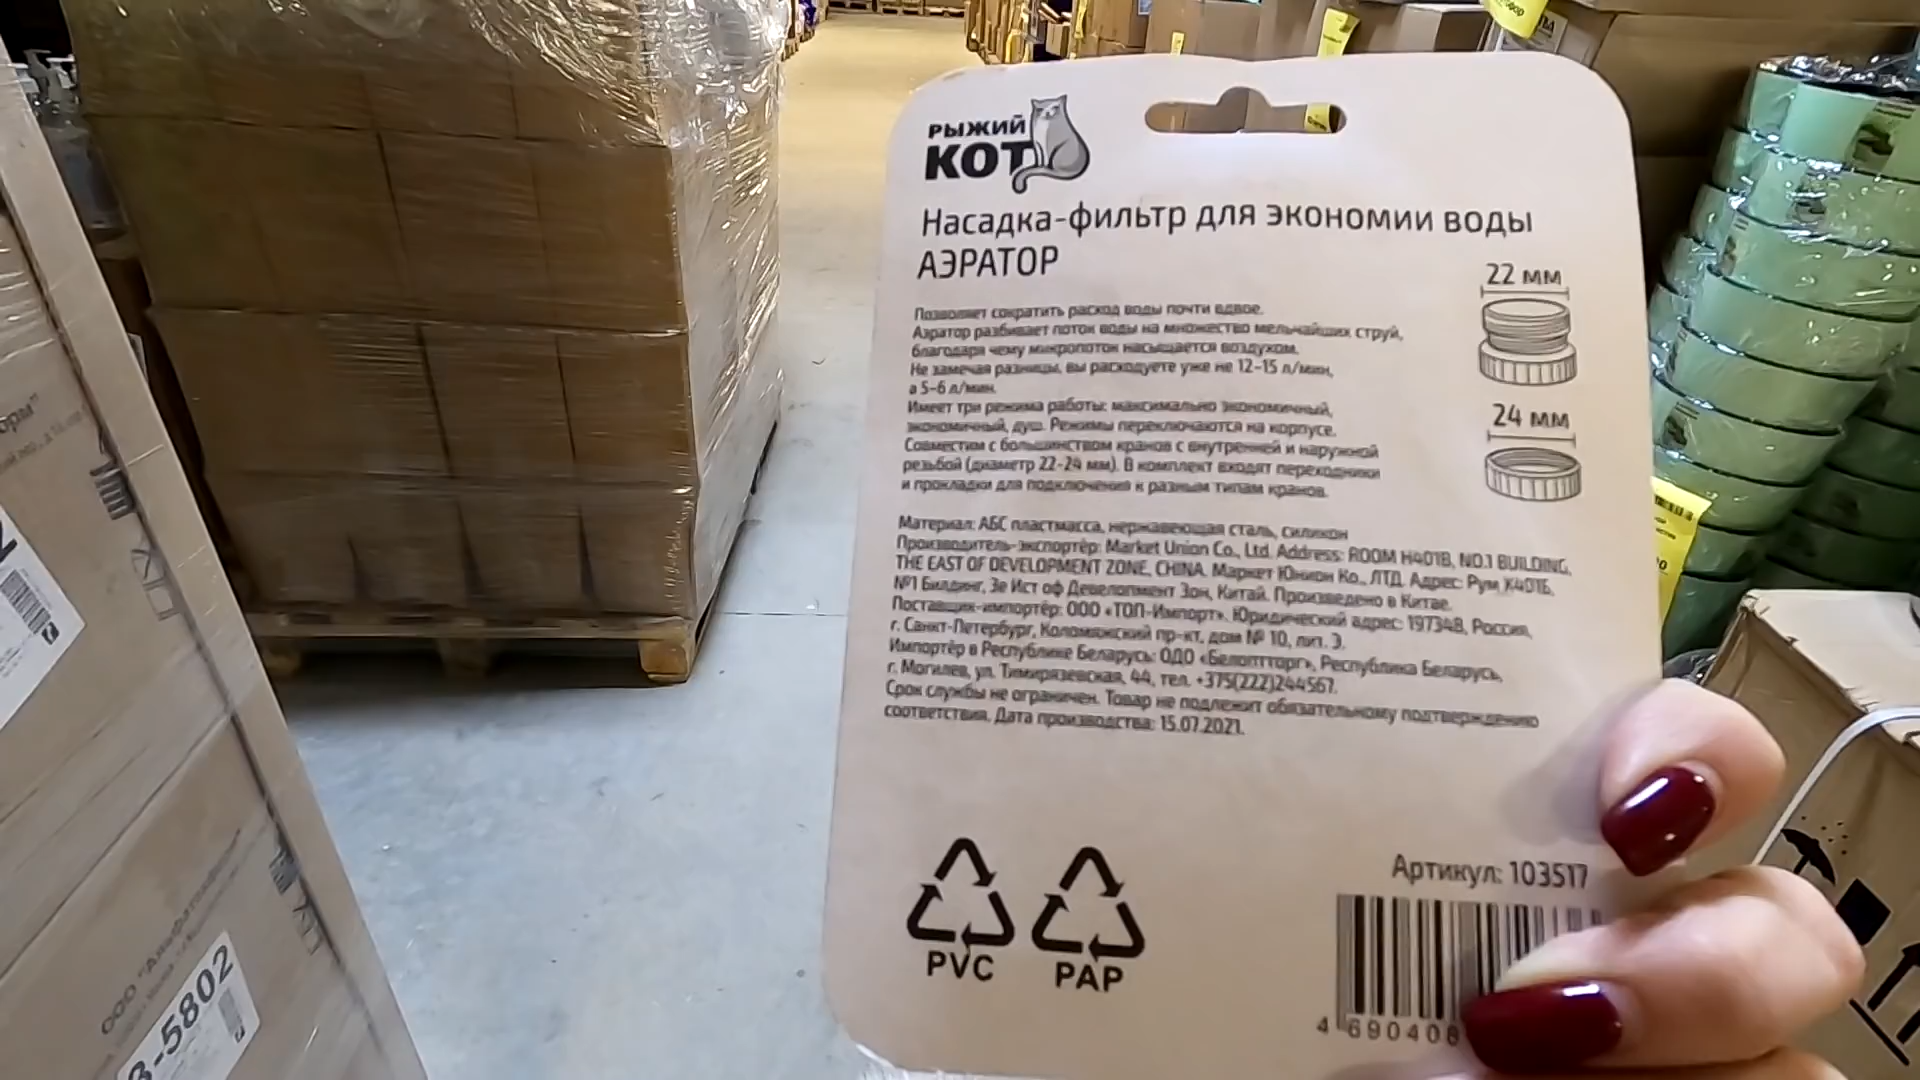 РЫЖИЙ
КОТ
Насадка-фильтр для экономии воды
АЭРАТОР
22 мм
24 мм
Позволяет сократить расход воды почти вдвое.
Аэратор разбивает поток воды на множество мельчайших струй,
благодаря чему микропоток насыщается воздухом.
Не замечая разницы, вы расходуете уже не 12-15 л/мин,
а 5-6 л/мин.
Имеет три режима работы: максимально экономичный,
экономичный, душ. Режимы переключаются на корпусе.
Совместим с большинством кранов с внутренней и наружной
резьбой (диаметр 22-24 мм). В комплект входят переходники
и прокладки для подключения к разным типам кранов.
Материал: АБС пластмасса, нержавеющая сталь, силикон
Производитель-экспортёр: Market Union Co., Ltd. Address: ROOM H401B, NO.1 BUILDING,
THE EAST OF DEVELOPMENT ZONE, CHINA. Маркет Юнион Ко., ЛТД. Адрес: Рум Х401Б,
№1 Билдинг, Зе Ист оф Девелопмент Зон, Китай. Произведено в Китае.
Поставщик-импортёр: ООО «ТОП-Импорт». Юридический адрес: 197348, Россия,
г. Санкт-Петербург, Коломяжский пр-кт, дом № 10, лит. Э.
Импортёр в Республике Беларусь: ОДО «Белоптторг», Республика Беларусь,
г. Могилев, ул. Тимирязевская, 44, тел. +375(222)244567.
Срок службы не ограничен. Товар не подлежит обязательному подтверждению
соответствия. Дата производства: 15.07.2021.
PVC
PAP
Артикул: 103517
4 690406
3-5802